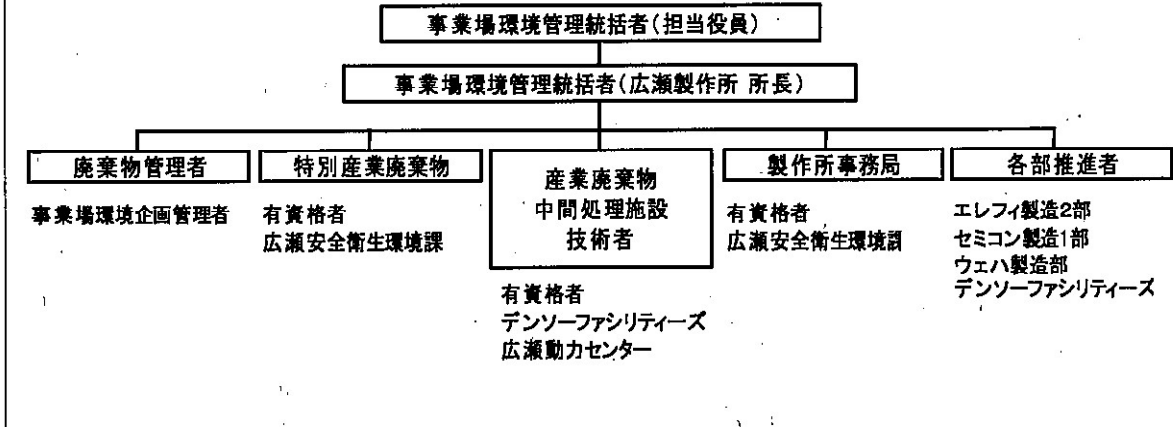 事業場環境管理統括者(担当役員)
事業場環境管理統括者(広瀬製作所 所長)
廃棄物管理者
事業場環境企画管理者
特別産業廃棄物
有資格者
広瀬安全衛生環境課
産業廃棄物
中間処理施設
技術者
有資格者
デンソーファシリティーズ
広瀬動力センター
製作所事務局
有資格者
広瀬安全衛生環境課
各部推進者
エレフィ製造2部
セミコン製造1部
ウェハ製造部
デンソーファシリティーズ